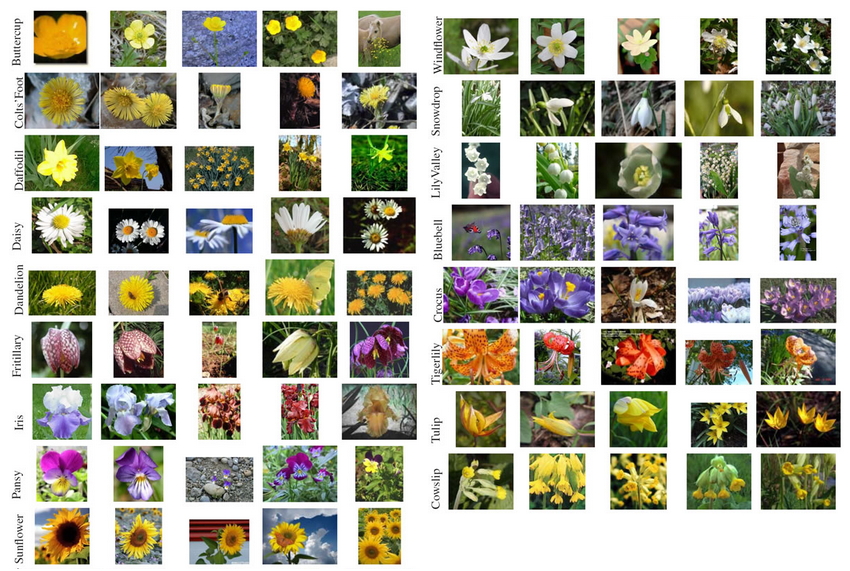 Buttercup
Colts'Foot
Daffodil
Daisy
Dandelion
Fritillary
Iris
Pansy
Sunflower
Windflower
Snowdrop
LilyValley
Bluebell
Crocus
Tigerlily
Tulip
Cowslip